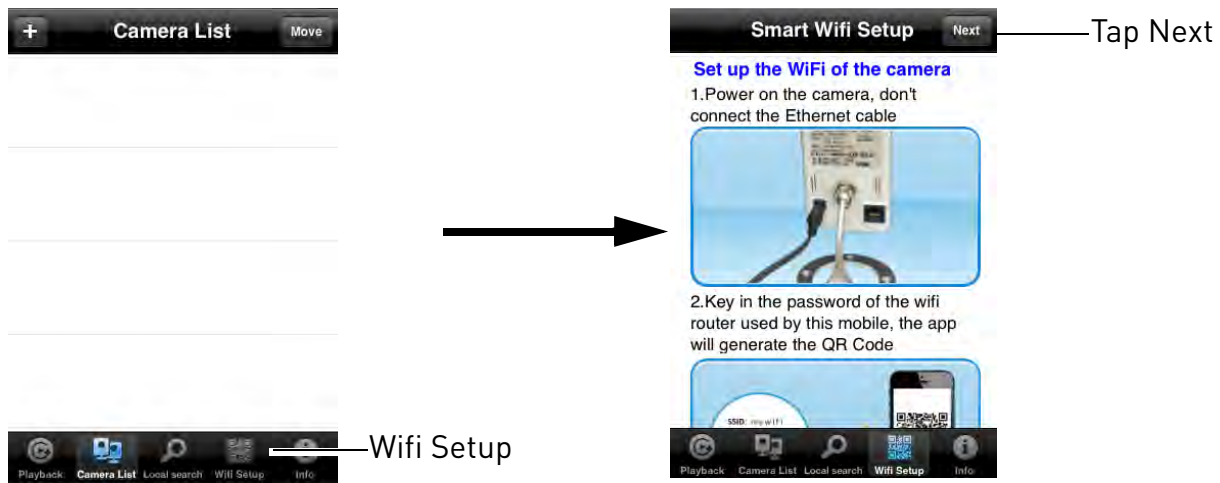 Camera List
Move
Playback
Camera List
Local search
Wifi Setup
Info
Wifi Setup
Smart Wifi Setup
Next
Tap Next
Set up the WiFi of the camera
1.Power on the camera, don't
connect the Ethernet cable
2.Key in the password of the wifi
router used by this mobile, the app
will generate the QR Code
SSID: mywifi
Playback
Camera List
Local search
Wifi Setup
Info